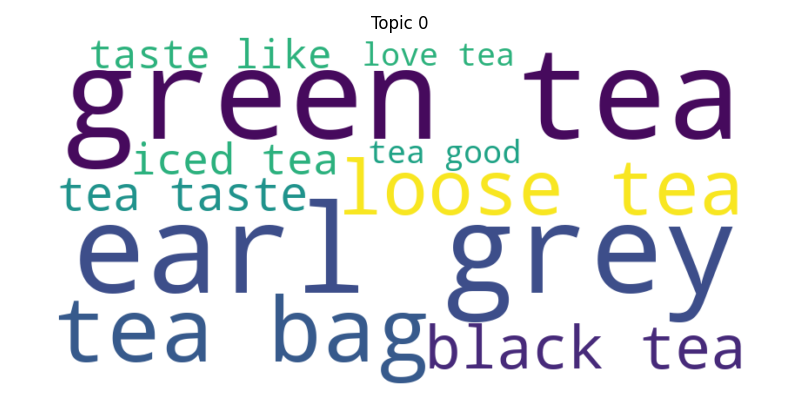 Topic 0
taste like
love tea
green tea
iced tea
tea good
tea taste
loose tea
earl grey
tea bag
black tea